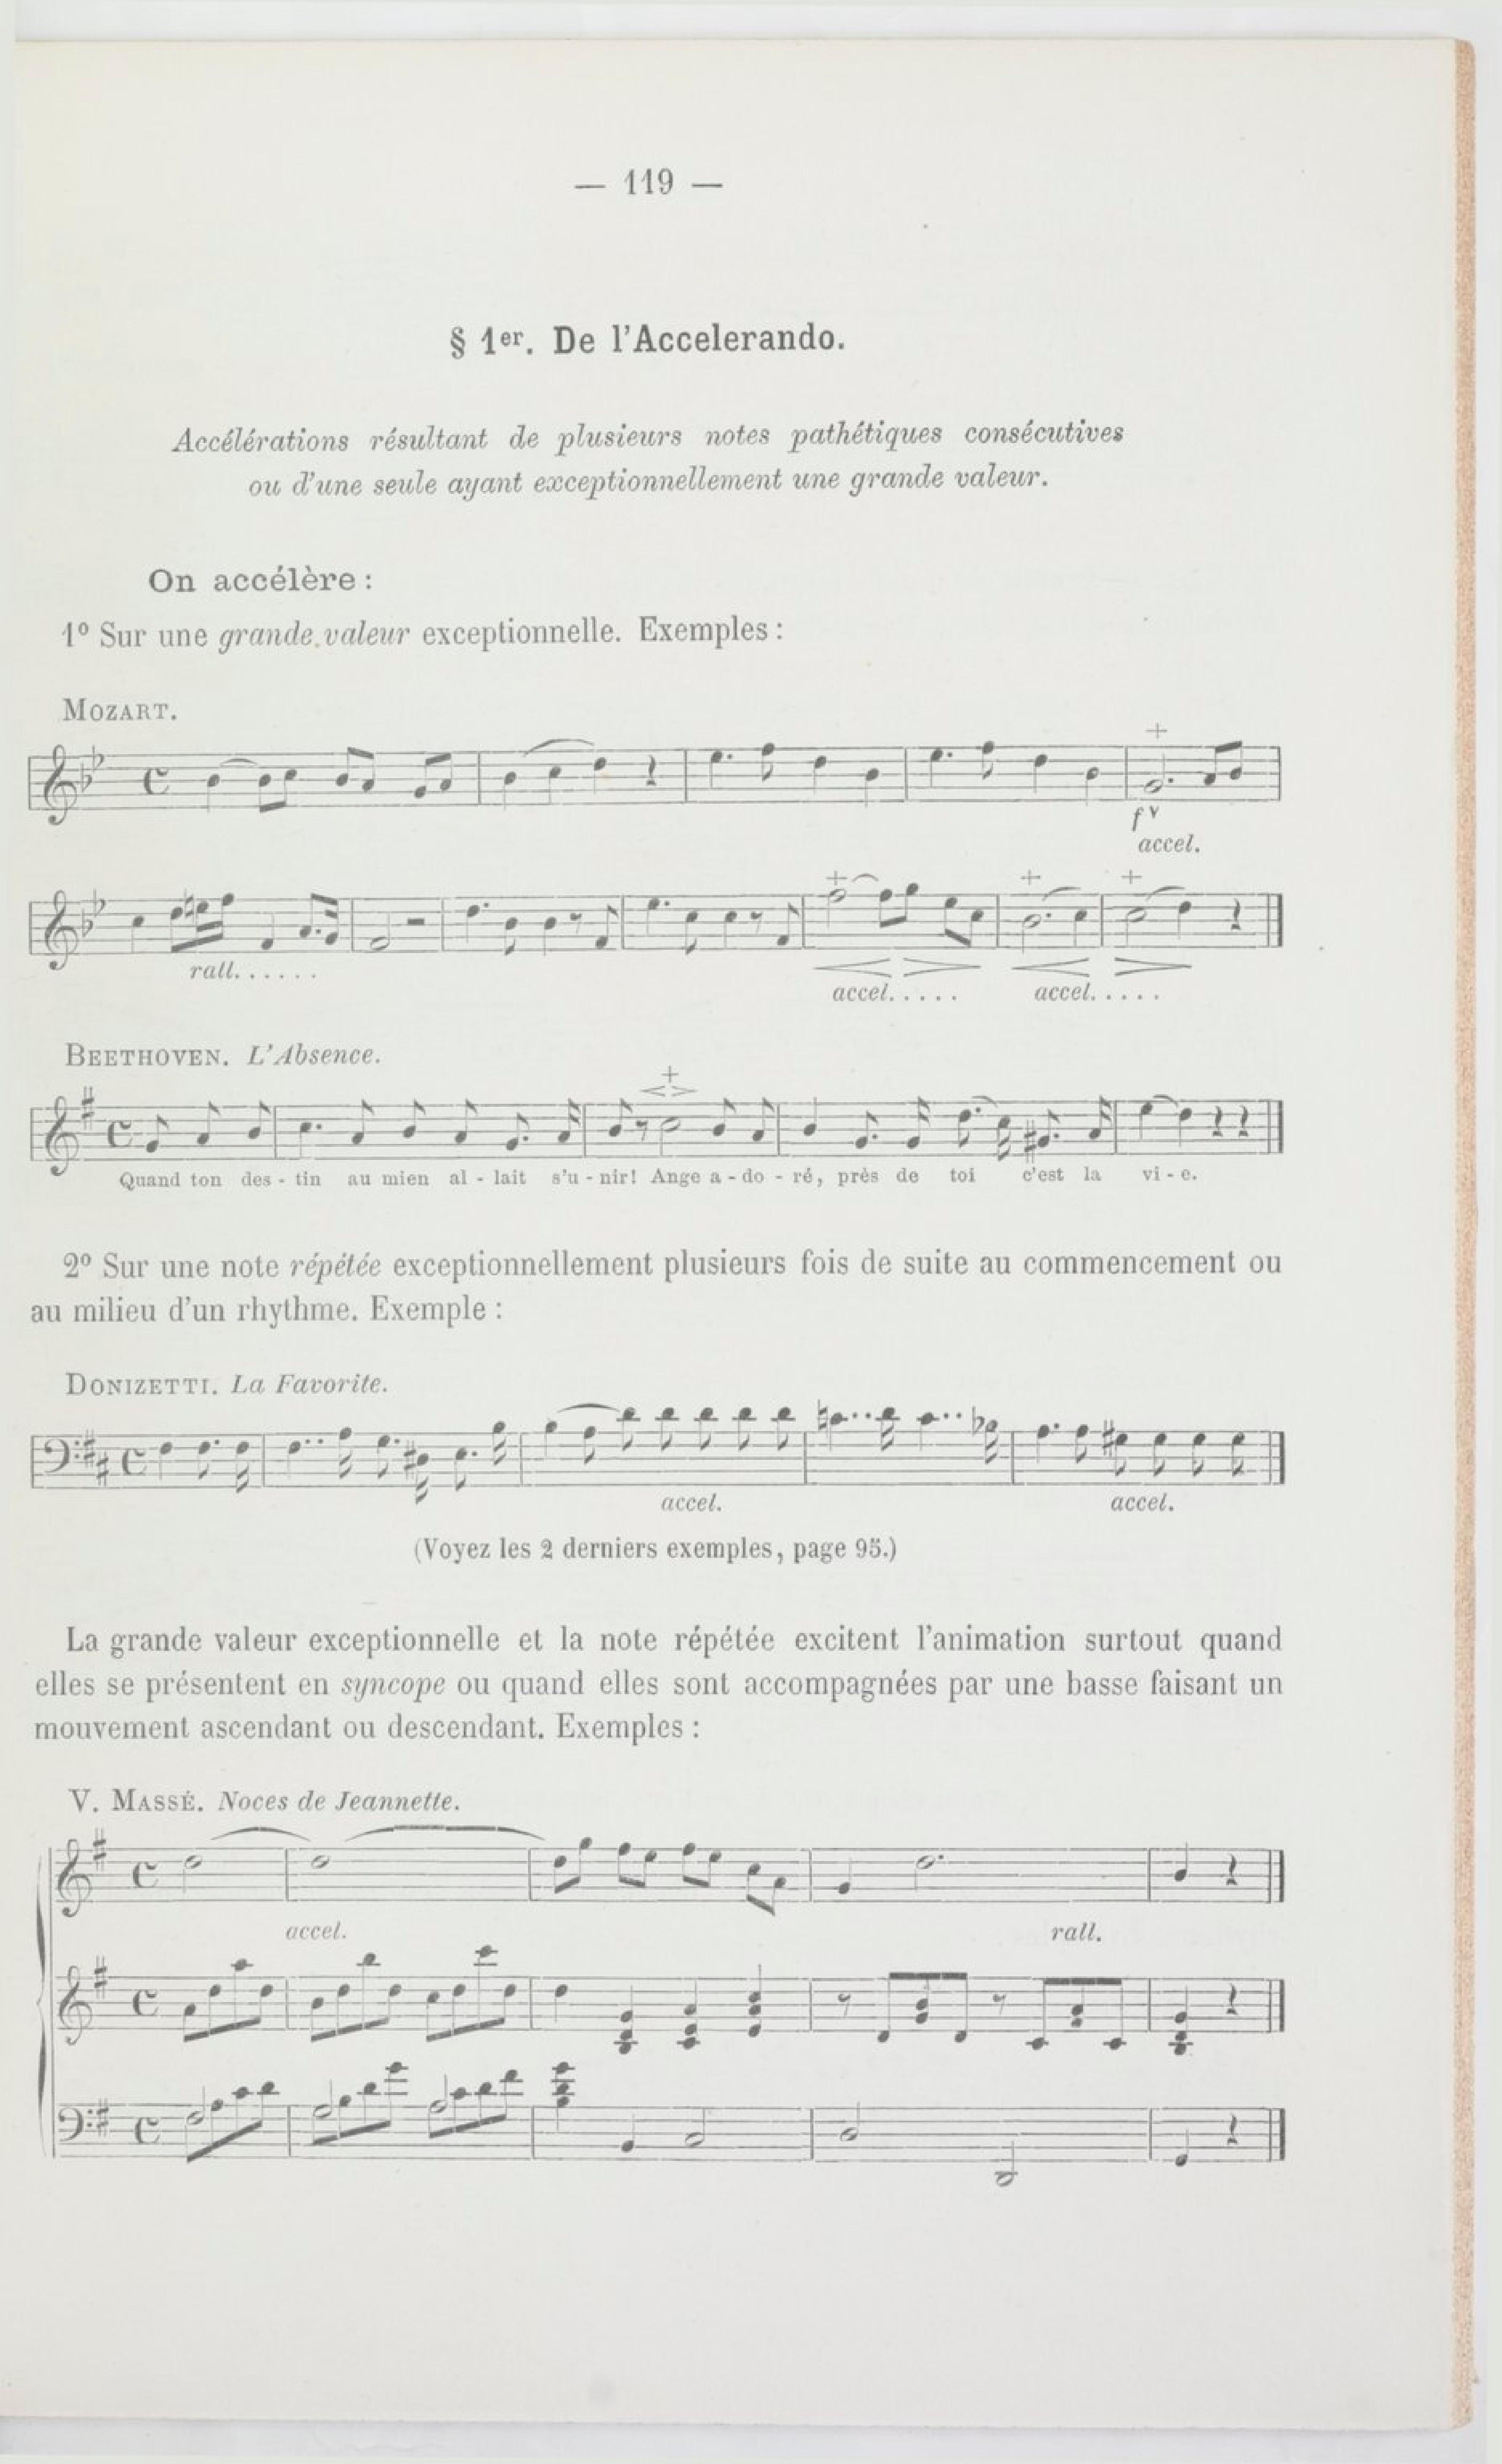 — 119 —
§ 1er. De l'Accelerando.
Accélérations résultant de plusieurs notes pathétiques consécutives
ou d'une seule ayant exceptionnellement une grande valeur.
On accélère :
1º Sur une grande valeur exceptionnelle. Exemples :
MOZART.
+
f
accel.
+ + +
rall. . . . . .
accel. . . . . accel. . . . .
BEETHOVEN. L'Absence.
+
Quand ton des - tin au mien al - lait s'u - nir! Ange a - do - ré, près de toi c'est la vi - e.
2º Sur une note répétée exceptionnellement plusieurs fois de suite au commencement ou
au milieu d'un rhythme. Exemple :
DONIZETTI. La Favorite.
accel. accel.
(Voyez les 2 derniers exemples, page 95.)
La grande valeur exceptionnelle et la note répétée excitent l'animation surtout quand
elles se présentent en syncope ou quand elles sont accompagnées par une basse faisant un
mouvement ascendant ou descendant. Exemples :
V. MASSÉ. Noces de Jeannette.
accel. rall.